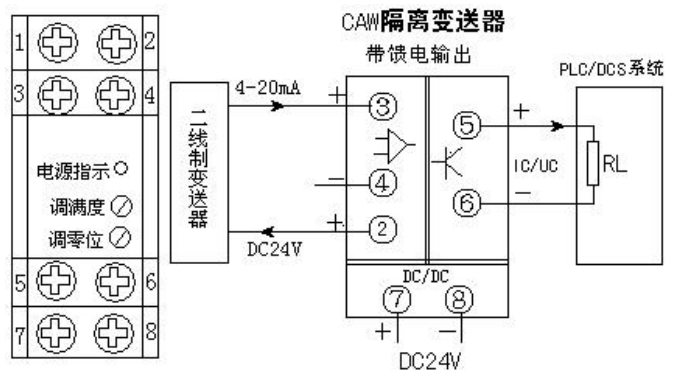 CAW隔离变送器
带馈电输出
PLC/DCS系统
1
2
3
4
电源指示
调满度
调零位
5
6
7
8
二线制变送器
4-20mA
+
③
−
④
+
②
DC24V
⑤
+
IC/UC
⑥
−
RL
DC/DC
⑦
⑧
+
−
DC24V